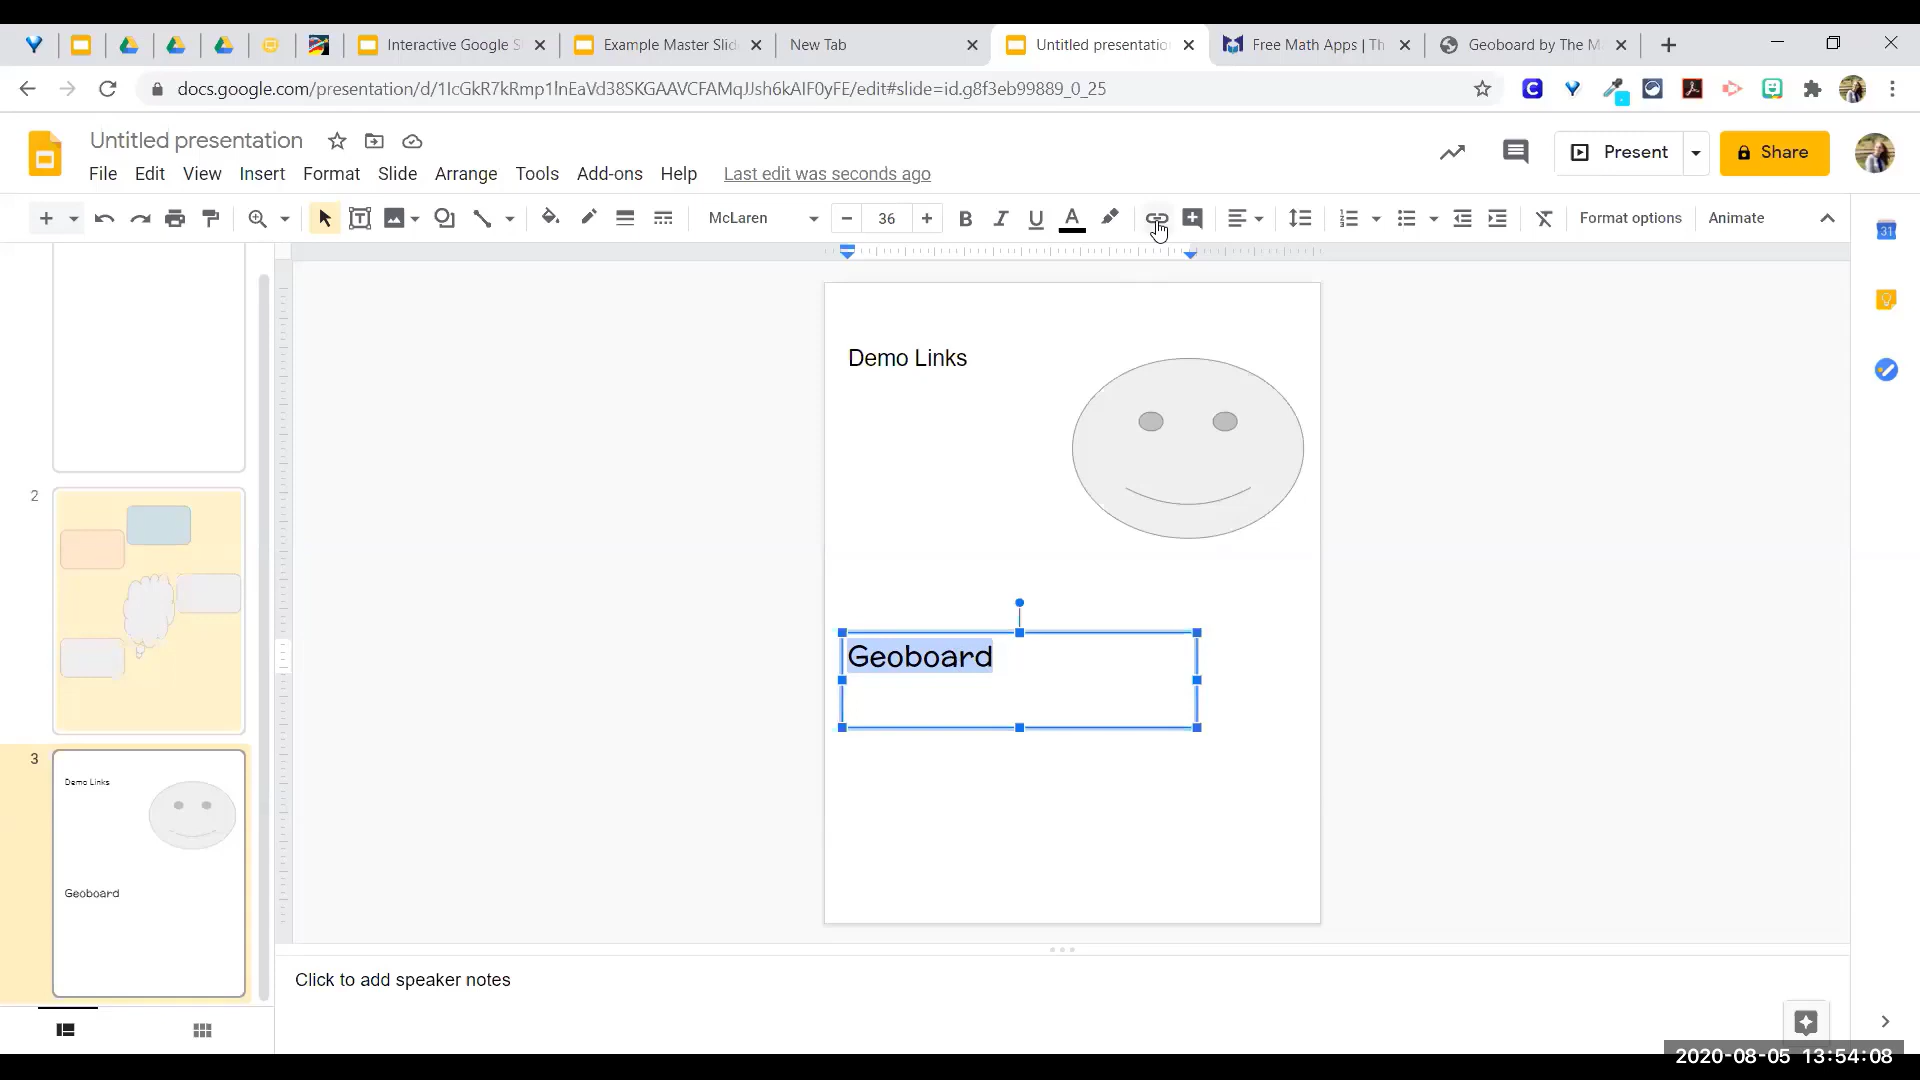 Interactive Google S
Example Master Slid
New Tab
Untitled presentatio
Free Math Apps | Th
Geoboard by The M
docs.google.com/presentation/d/1IcGkR7kRmp1lnEaVd38SKGAAVCFAMqJJsh6kAIF0yFE/edit#slide=id.g8f3eb99889_0_25
Untitled presentation
Present
Share
File Edit View Insert Format Slide Arrange Tools Add-ons Help Last edit was seconds ago
McLaren 36 B I U A Format options Animate
31
Demo Links
Geoboard
2
3
Demo Links
Geoboard
Click to add speaker notes
2020-08-05 13:54:08